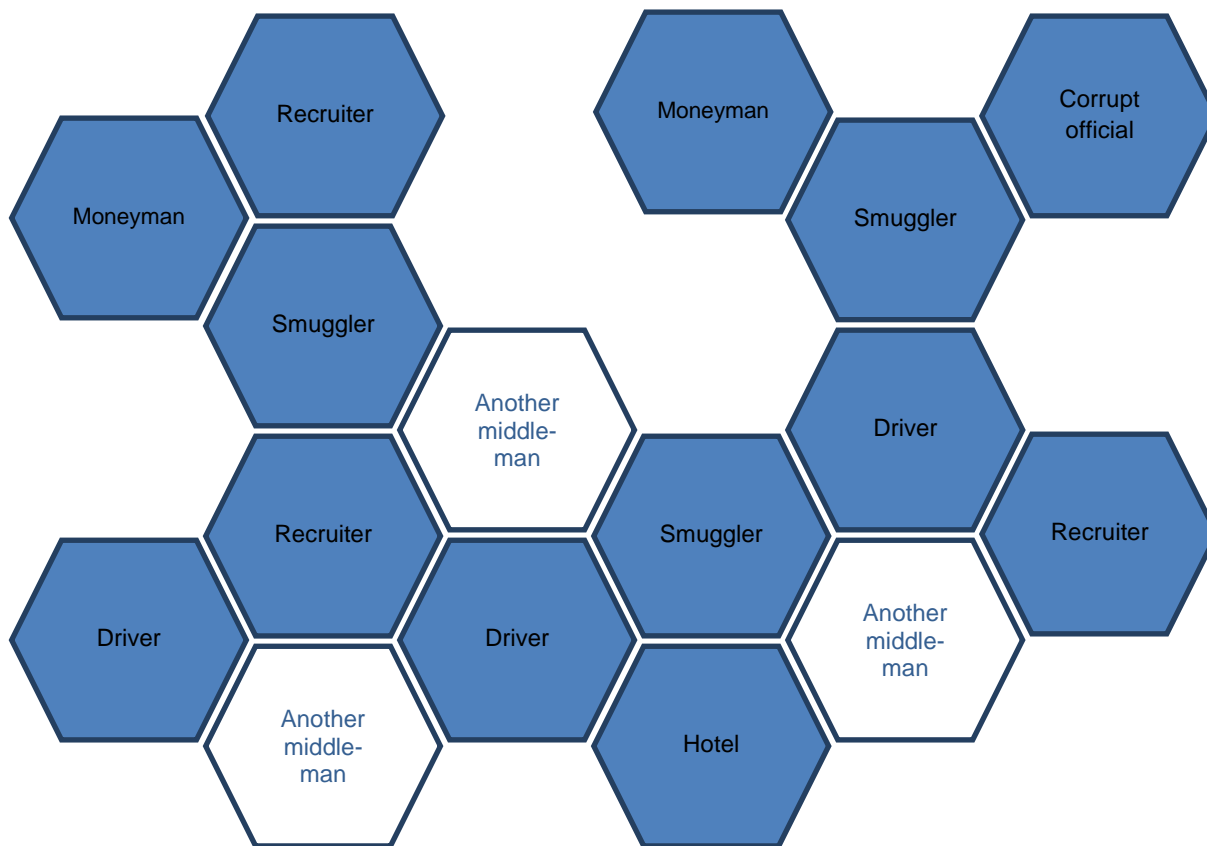 Recruiter
Moneyman
Corrupt
official
Moneyman
Smuggler
Smuggler
Another
middle-
man
Driver
Recruiter
Smuggler
Recruiter
Driver
Driver
Another
middle-
man
Another
middle-
man
Hotel